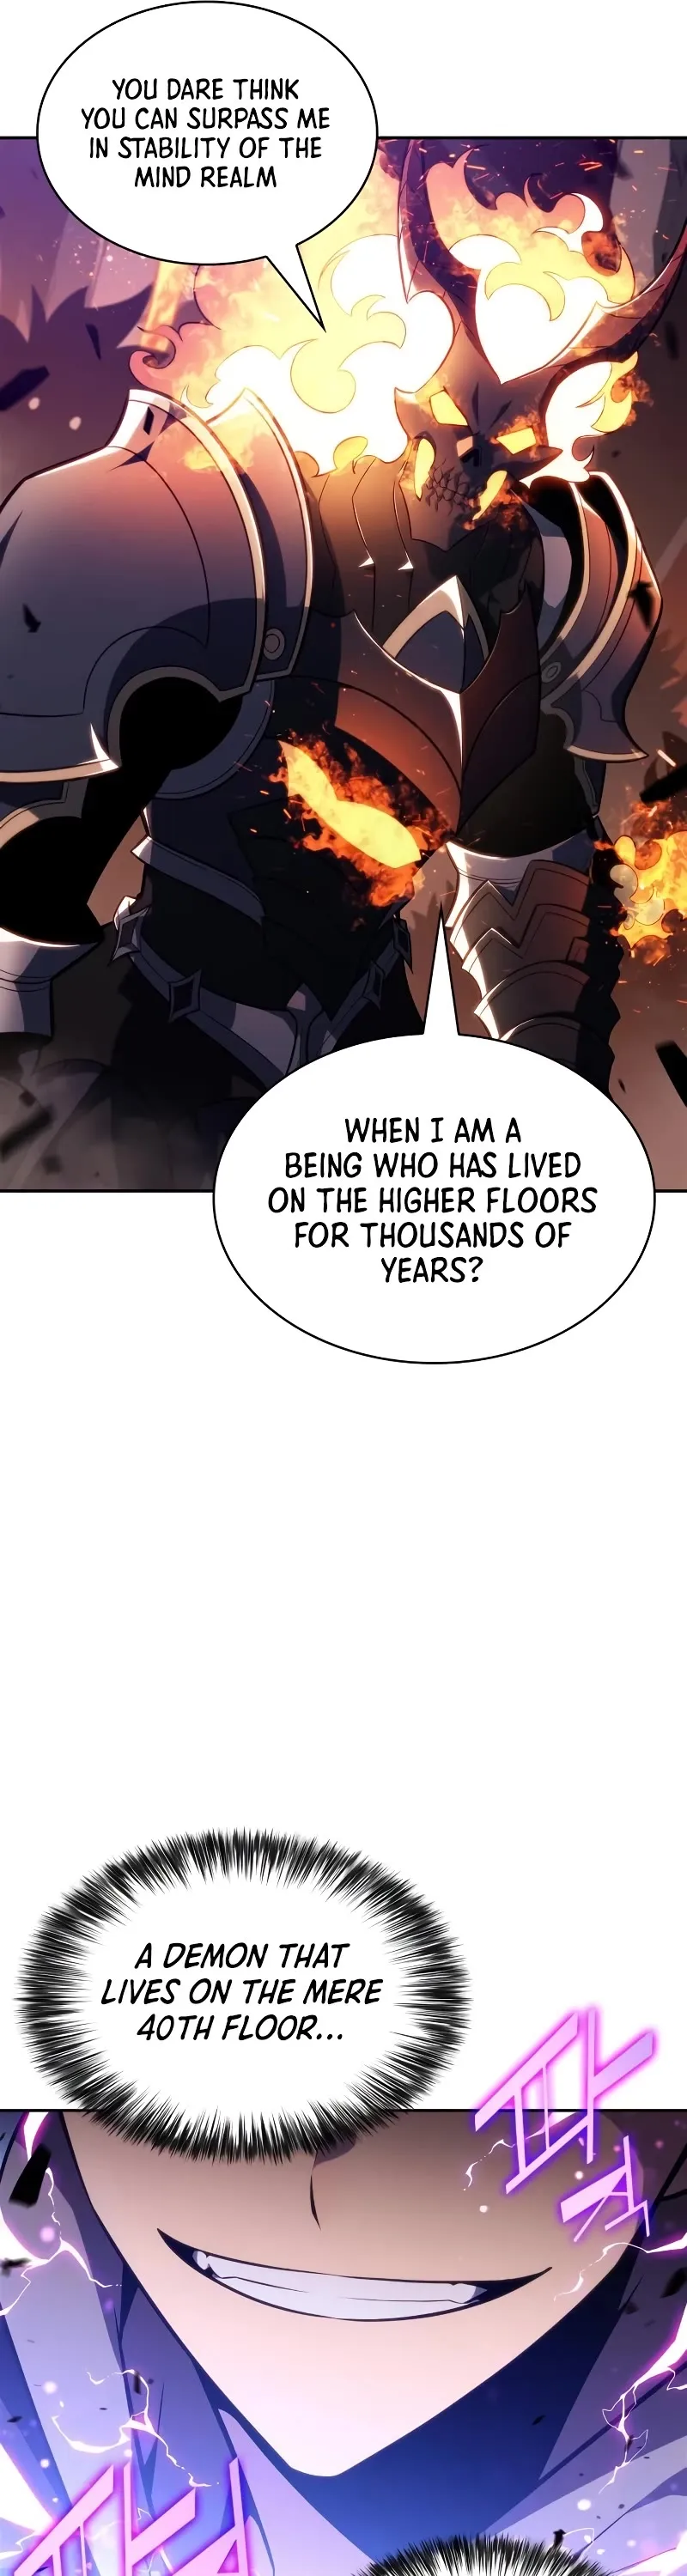 YOU DARE THINK
YOU CAN SURPASS ME
IN STABILITY OF THE
MIND REALM
WHEN I AM A
BEING WHO HAS LIVED
ON THE HIGHER FLOORS
FOR THOUSANDS OF
YEARS?
A DEMON THAT
LIVES ON THE MERE
40TH FLOOR...